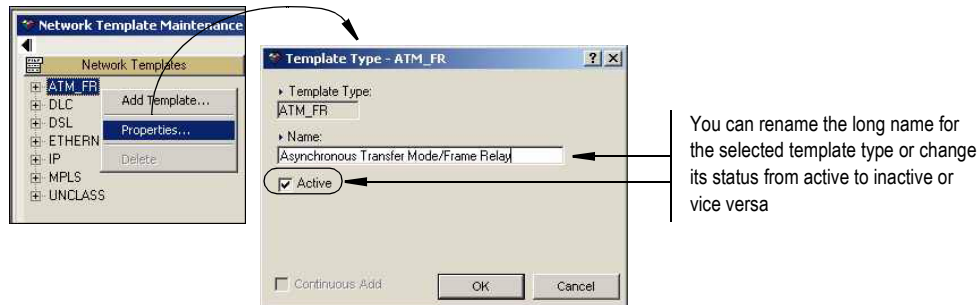 Network Template Maintenance
Network Templates
ATM_FR
DLC
DSL
ETHERN
IP
MPLS
UNCLASS
Add Template...
Properties...
Delete
Template Type - ATM_FR
Template Type:
ATM_FR
Name:
Asynchronous Transfer Mode/Frame Relay
Active
Continuous Add
OK
Cancel
You can rename the long name for
the selected template type or change
its status from active to inactive or
vice versa